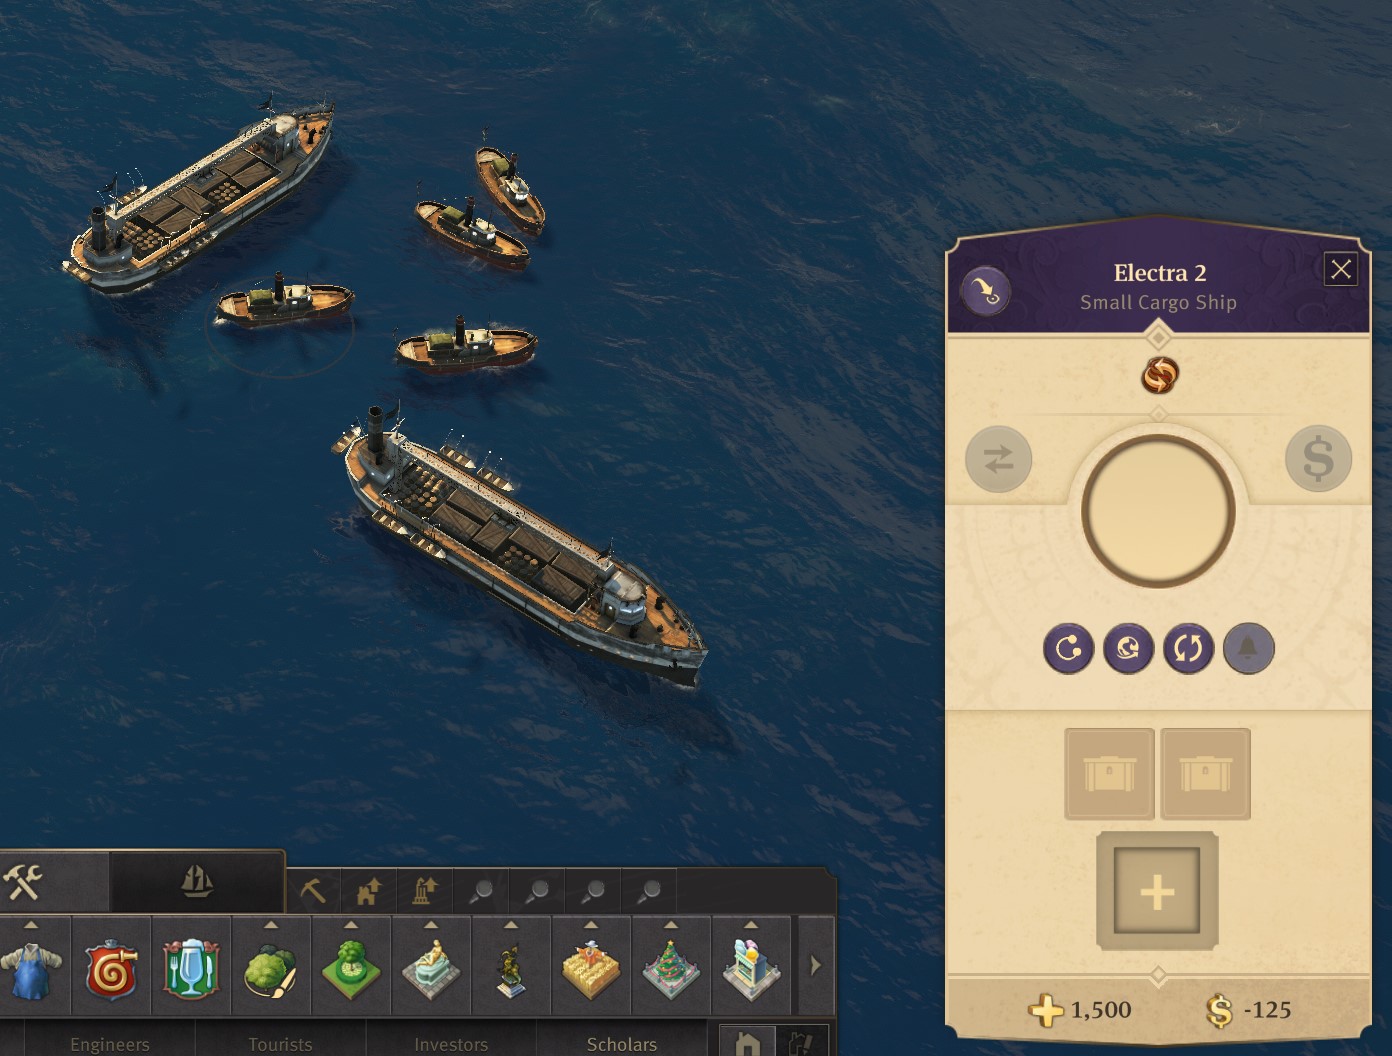 Electra 2
Small Cargo Ship
1,500
-125
Engineers
Tourists
Investors
Scholars